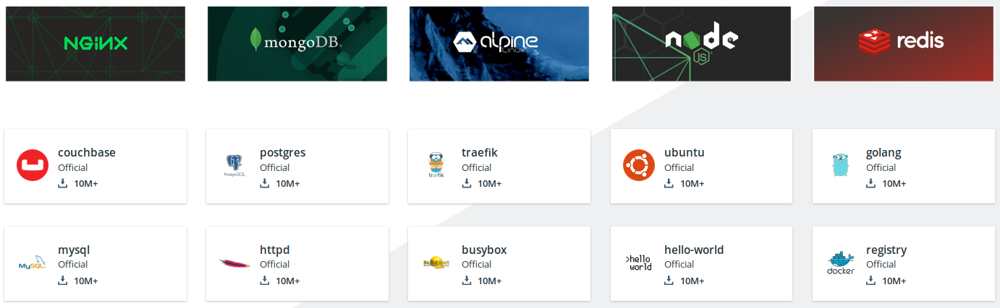 NGiNX
mongoDB®
alpine
Linux
node
JS
redis
couchbase
Official
10M+
PostgreSQL
postgres
Official
10M+
træfik
traefik
Official
10M+
ubuntu
Official
10M+
golang
Official
10M+
MySQL
mysql
Official
10M+
httpd
Official
10M+
BuildRoot
busybox
Official
10M+
>hello
world
hello-world
Official
10M+
docker
registry
Official
10M+